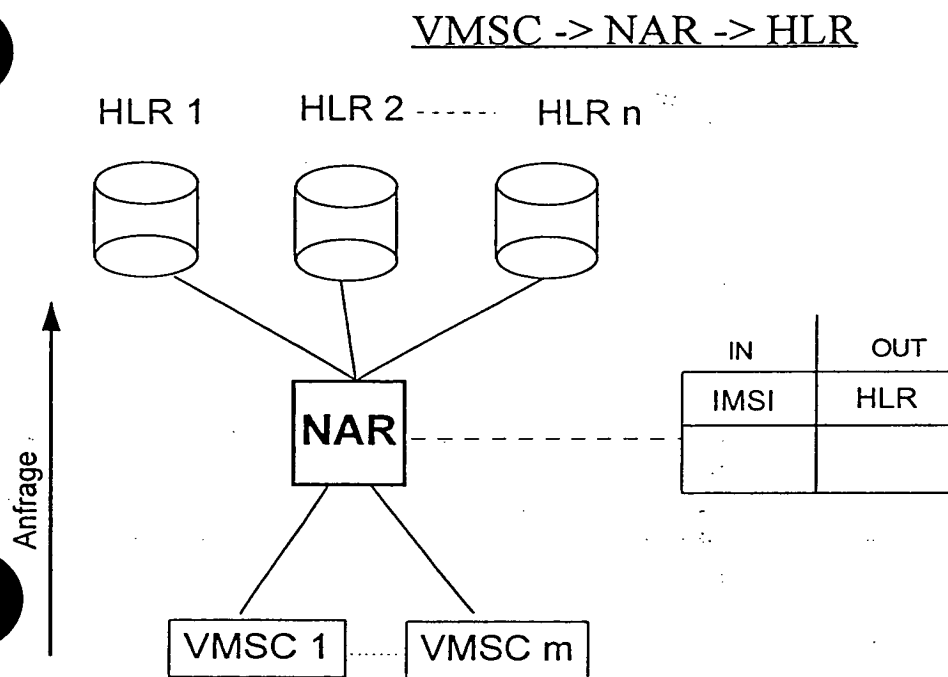 VMSC -> NAR -> HLR
HLR 1 HLR 2 ------ HLR n
IN OUT
IMSI HLR
NAR
Anfrage
VMSC 1 ........ VMSC m